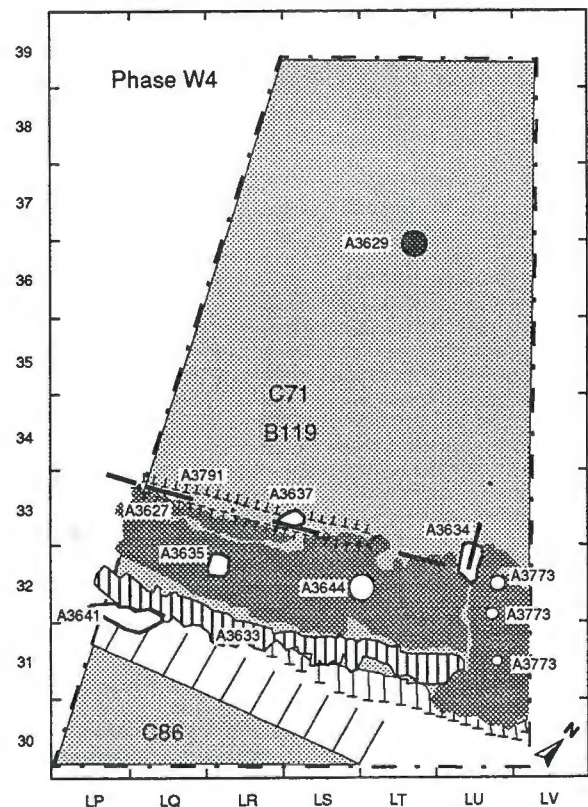 39
Phase W4
38
37
A3629
36
35
C71
B119
34
A3791
A3637
33
A3627
A3634
A3635
A3773
32
A3644
A3773
A3641
A3633
31
A3773
C86
30
N
LP LQ LR LS LT LU LV